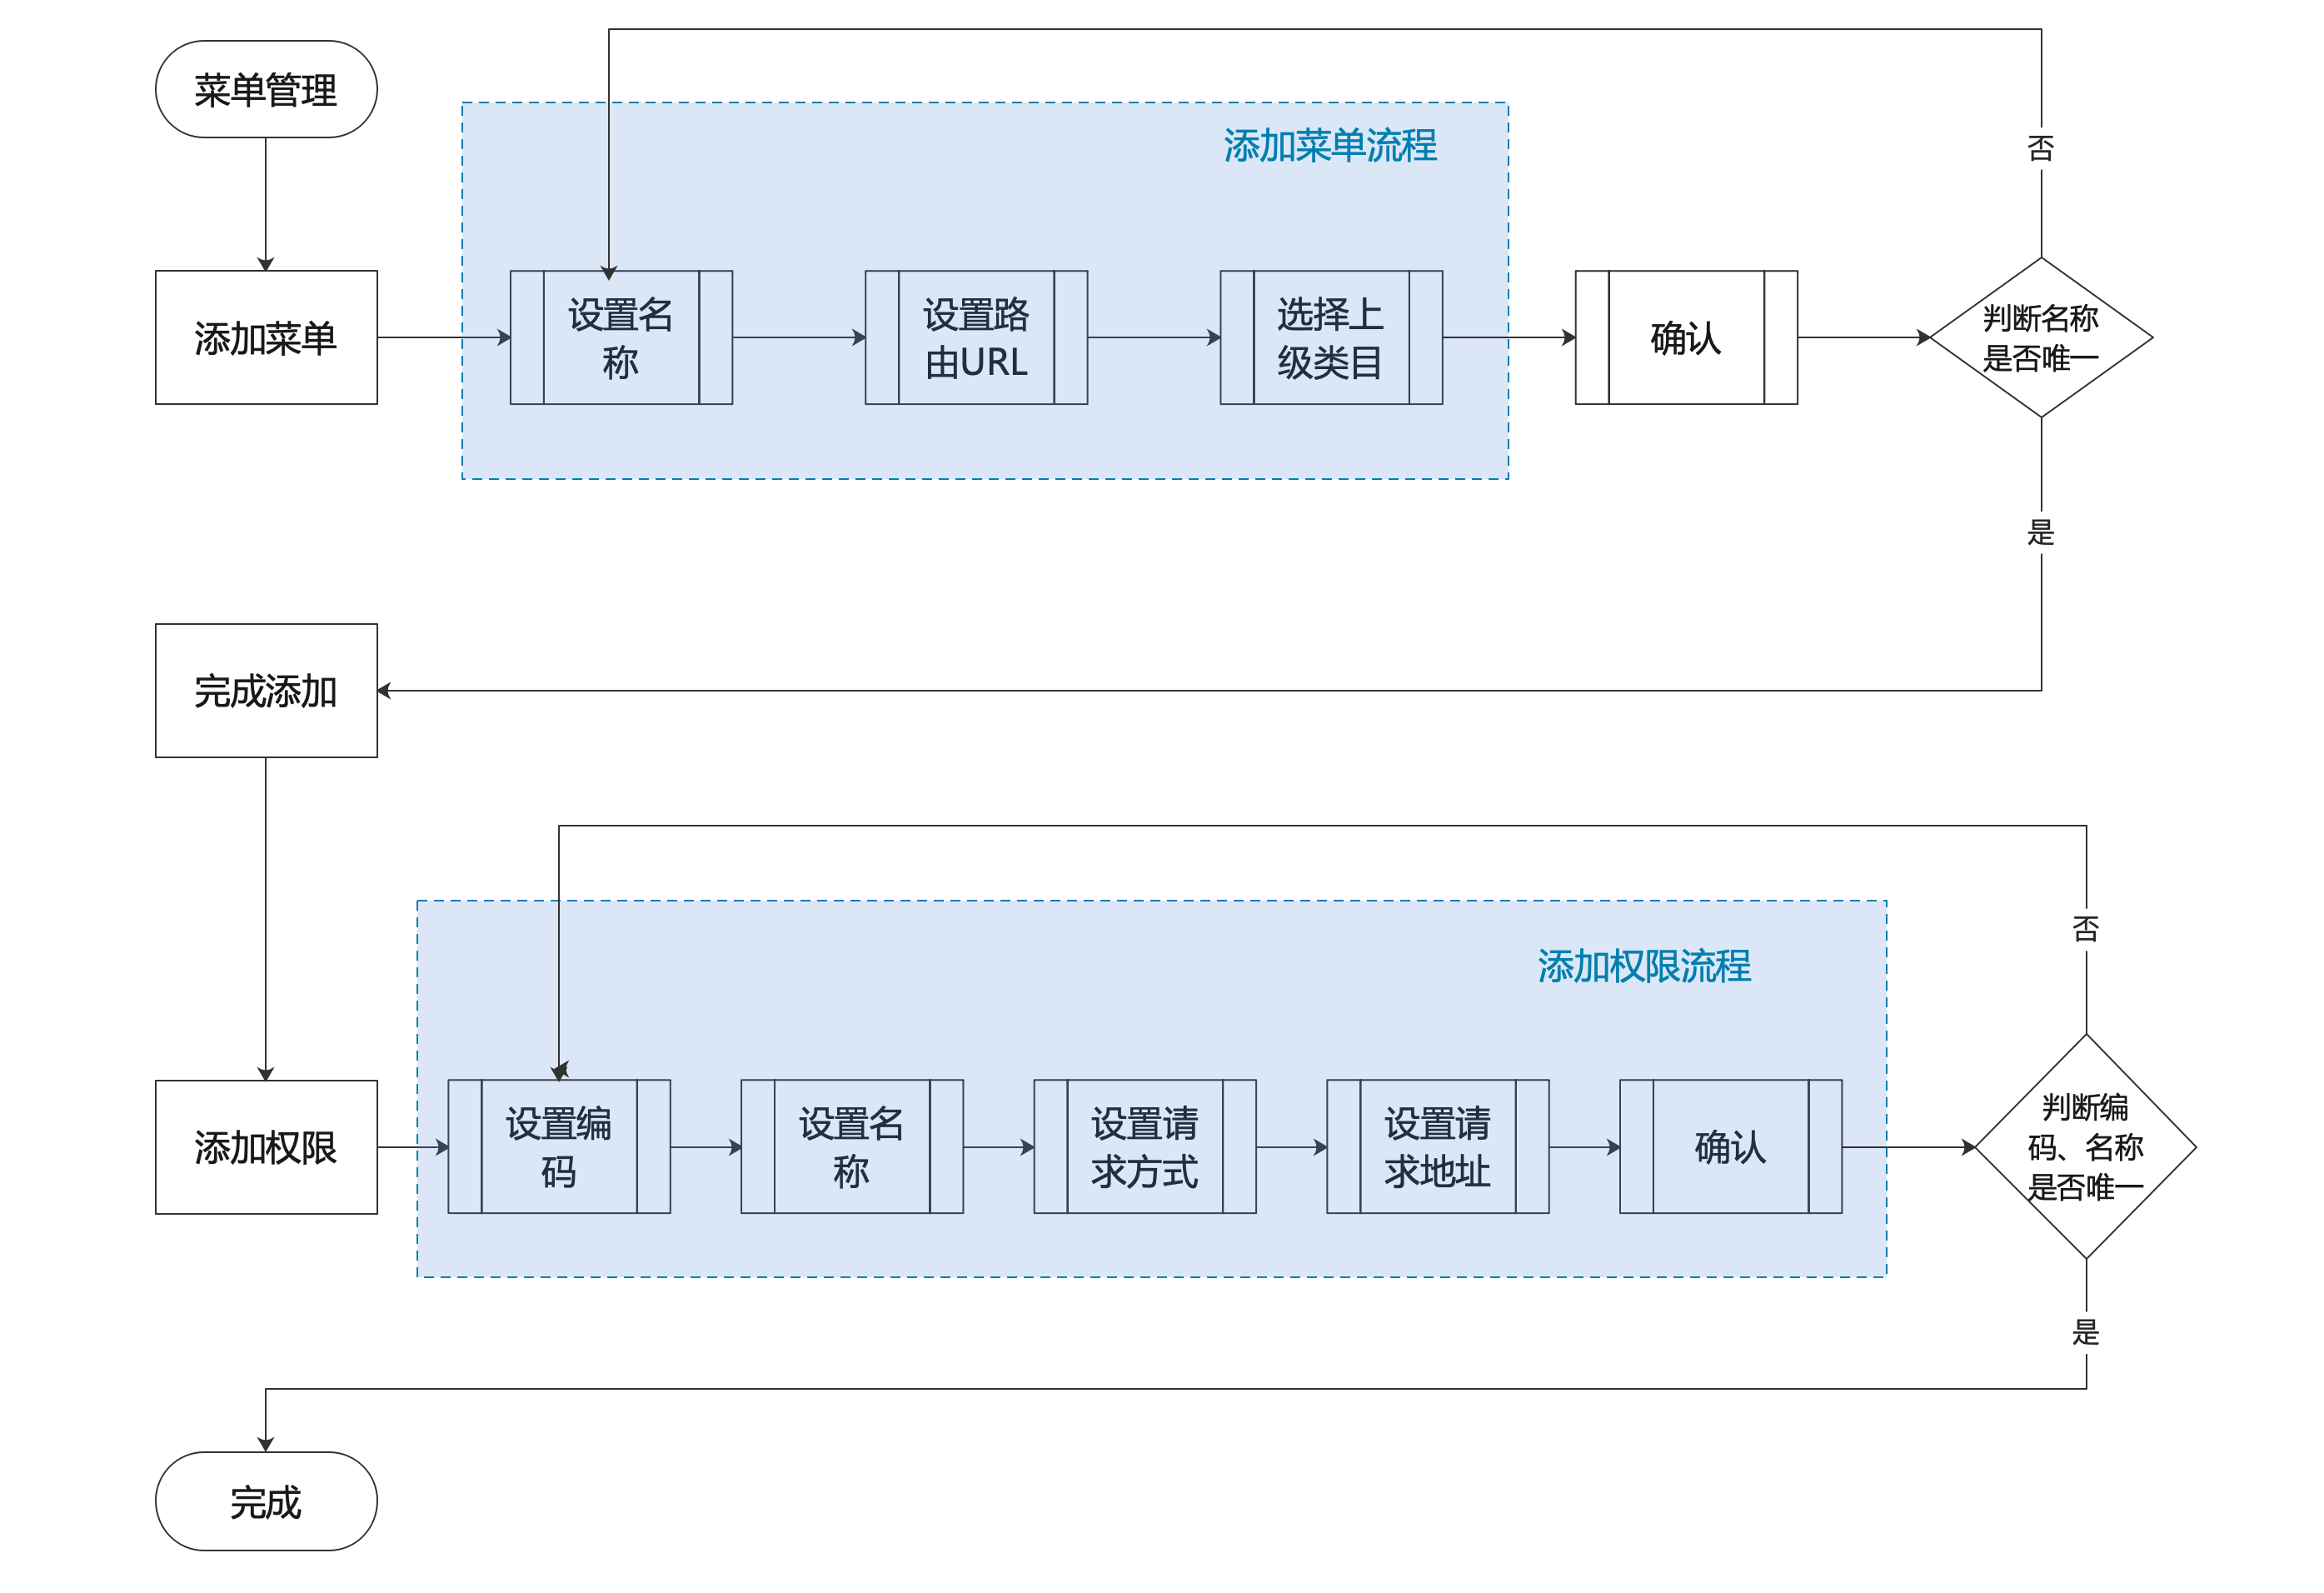 菜单管理
添加菜单流程
否
添加菜单
设置名
称
设置路
由URL
选择上
级类目
确认
判断名称
是否唯一
是
完成添加
添加权限流程
否
添加权限
设置编
码
设置名
称
设置请
求方式
设置请
求地址
确认
判断编
码、名称
是否唯一
是
完成